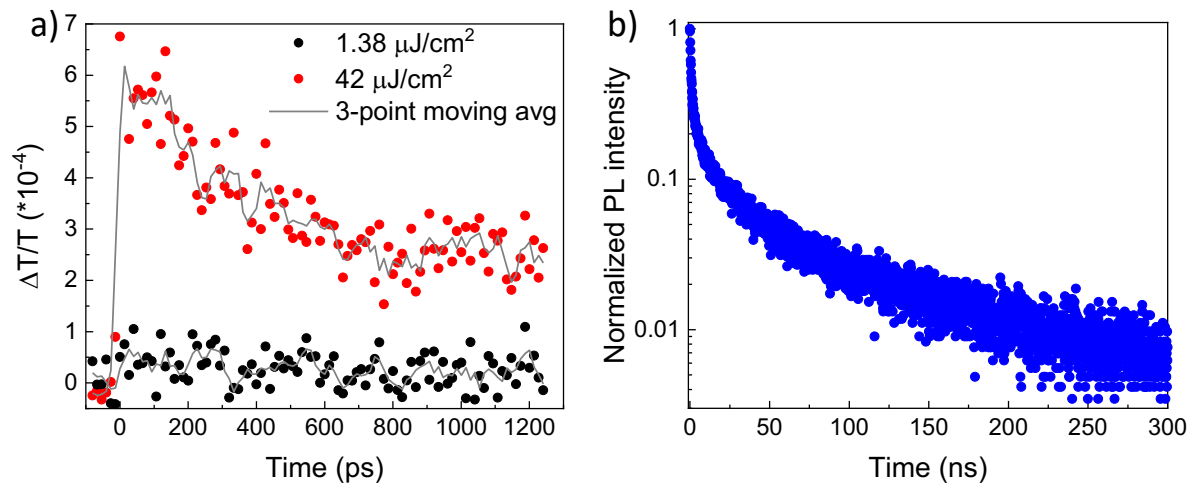 a)
1.38 μJ/cm²
42 μJ/cm²
3-point moving avg
ΔT/T (*10⁻⁴)
7
6
5
4
3
2
1
0
0 200 400 600 800 1000 1200
Time (ps)
b)
Normalized PL intensity
1
0.1
0.01
0 50 100 150 200 250 300
Time (ns)